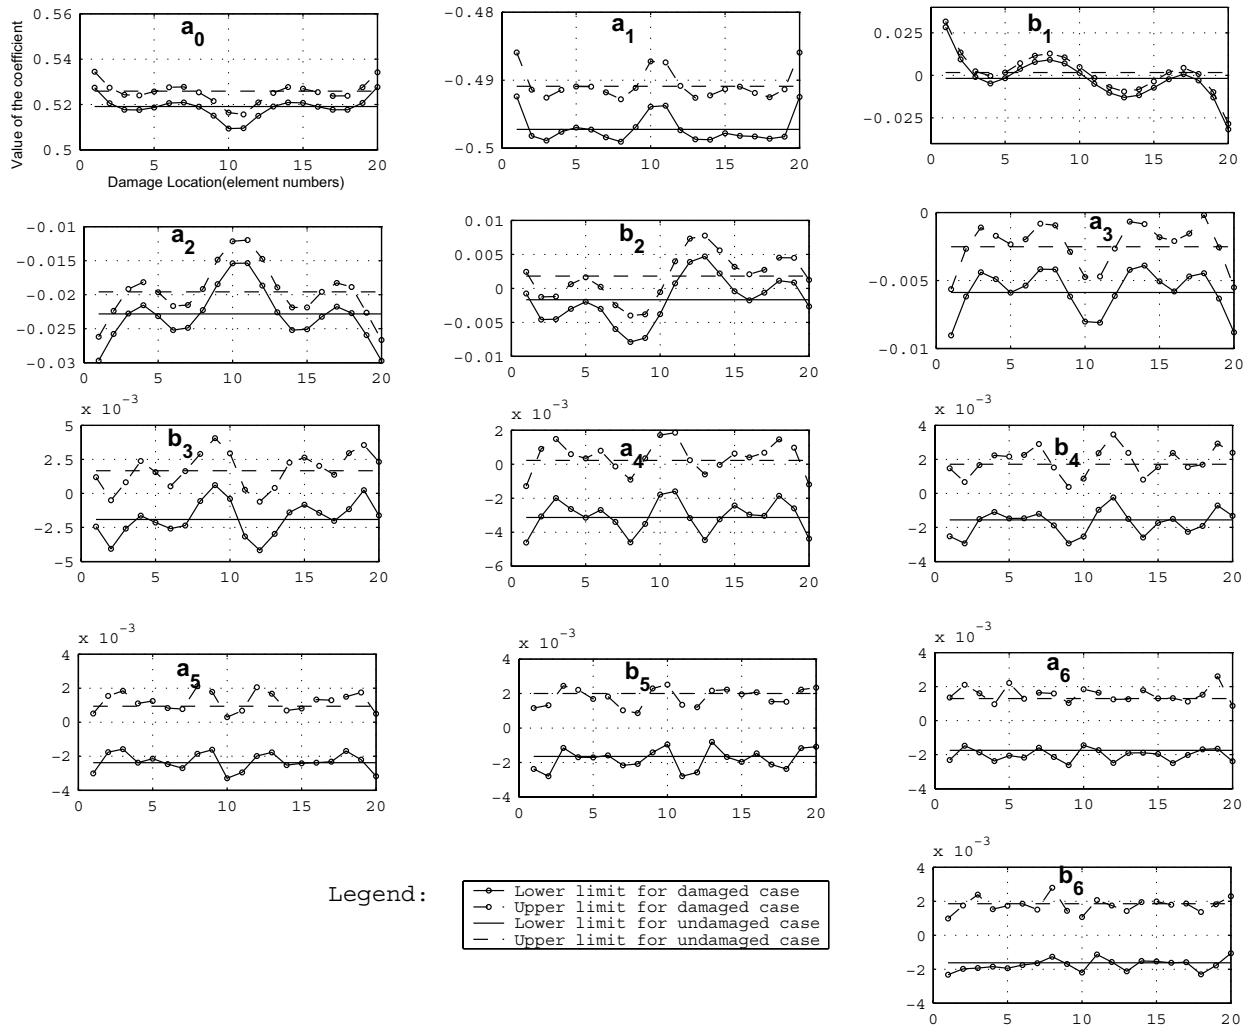 0.56
0.54
0.52
0.5
Value of the coefficient
a0
0 5 10 15 20
Damage Location(element numbers)
-0.48
-0.49
-0.5
a1
0 5 10 15 20
0.025
0
-0.025
b1
0 5 10 15 20
-0.01
-0.015
-0.02
-0.025
-0.03
a2
0 5 10 15 20
0.01
0.005
0
-0.005
-0.01
b2
0 5 10 15 20
0
-0.005
-0.01
a3
0 5 10 15 20
x 10-3
5
2.5
0
-2.5
-5
b3
0 5 10 15 20
x 10-3
2
0
-2
-4
-6
a4
0 5 10 15 20
x 10-3
4
2
0
-2
-4
b4
0 5 10 15 20
x 10-3
4
2
0
-2
-4
a5
0 5 10 15 20
x 10-3
4
2
0
-2
-4
b5
0 5 10 15 20
x 10-3
4
2
0
-2
-4
a6
0 5 10 15 20
x 10-3
4
2
0
-2
-4
b6
0 5 10 15 20
Legend:
Lower limit for damaged case
Upper limit for damaged case
Lower limit for undamaged case
Upper limit for undamaged case